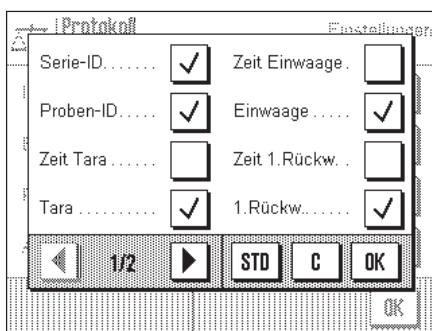 Protokoll Einstellungen
Serie-ID....... Zeit Einwaage.
Proben-ID..... Einwaage .....
Zeit Tara...... Zeit 1.Rückw. .
Tara .......... 1.Rückw.......
1/2 STD C OK
OK